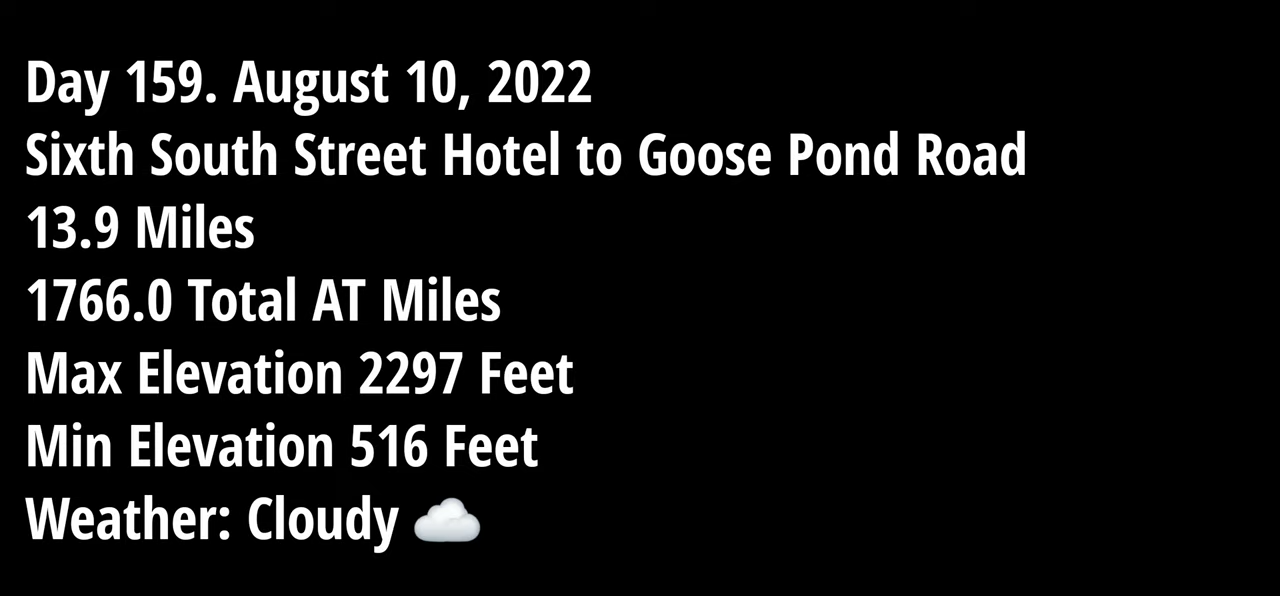 Day 159. August 10, 2022
Sixth South Street Hotel to Goose Pond Road
13.9 Miles
1766.0 Total AT Miles
Max Elevation 2297 Feet
Min Elevation 516 Feet
Weather: Cloudy ☁️